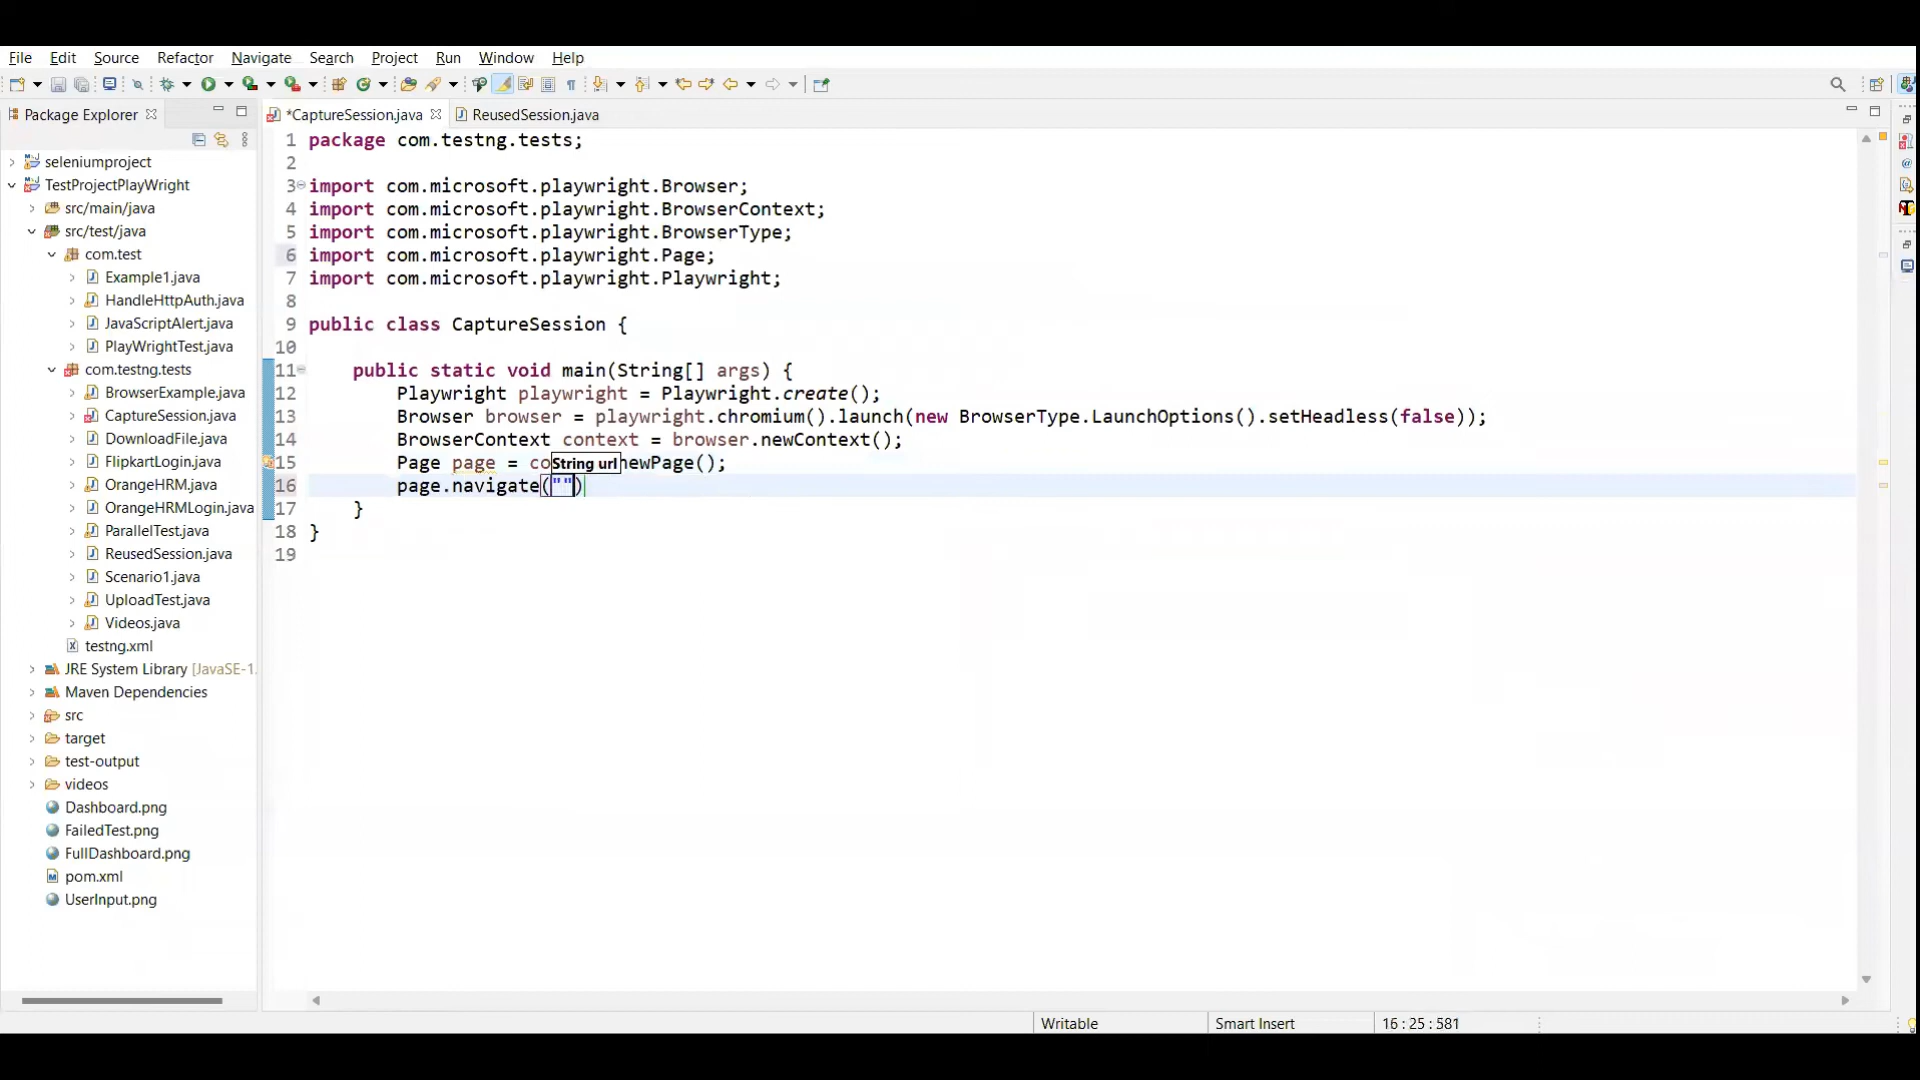 File Edit Source Refactor Navigate Search Project Run Window Help
Package Explorer
*CaptureSession.java
ReusedSession.java
seleniumproject
TestProjectPlayWright
src/main/java
src/test/java
com.test
Example1.java
HandleHttpAuth.java
JavaScriptAlert.java
PlayWrightTest.java
com.testng.tests
BrowserExample.java
CaptureSession.java
DownloadFile.java
FlipkartLogin.java
OrangeHRM.java
OrangeHRMLogin.java
ParallelTest.java
ReusedSession.java
Scenario1.java
UploadTest.java
Videos.java
testng.xml
JRE System Library [JavaSE-1.
Maven Dependencies
src
target
test-output
videos
Dashboard.png
FailedTest.png
FullDashboard.png
pom.xml
UserInput.png
1 package com.testng.tests;
2
3 import com.microsoft.playwright.Browser;
4 import com.microsoft.playwright.BrowserContext;
5 import com.microsoft.playwright.BrowserType;
6 import com.microsoft.playwright.Page;
7 import com.microsoft.playwright.Playwright;
8
9 public class CaptureSession {
10
11 public static void main(String[] args) {
12 Playwright playwright = Playwright.create();
13 Browser browser = playwright.chromium().launch(new BrowserType.LaunchOptions().setHeadless(false));
14 BrowserContext context = browser.newContext();
15 Page page = co String url newPage();
16 page.navigate("")
17 }
18 }
19
Writable Smart Insert 16 : 25 : 581